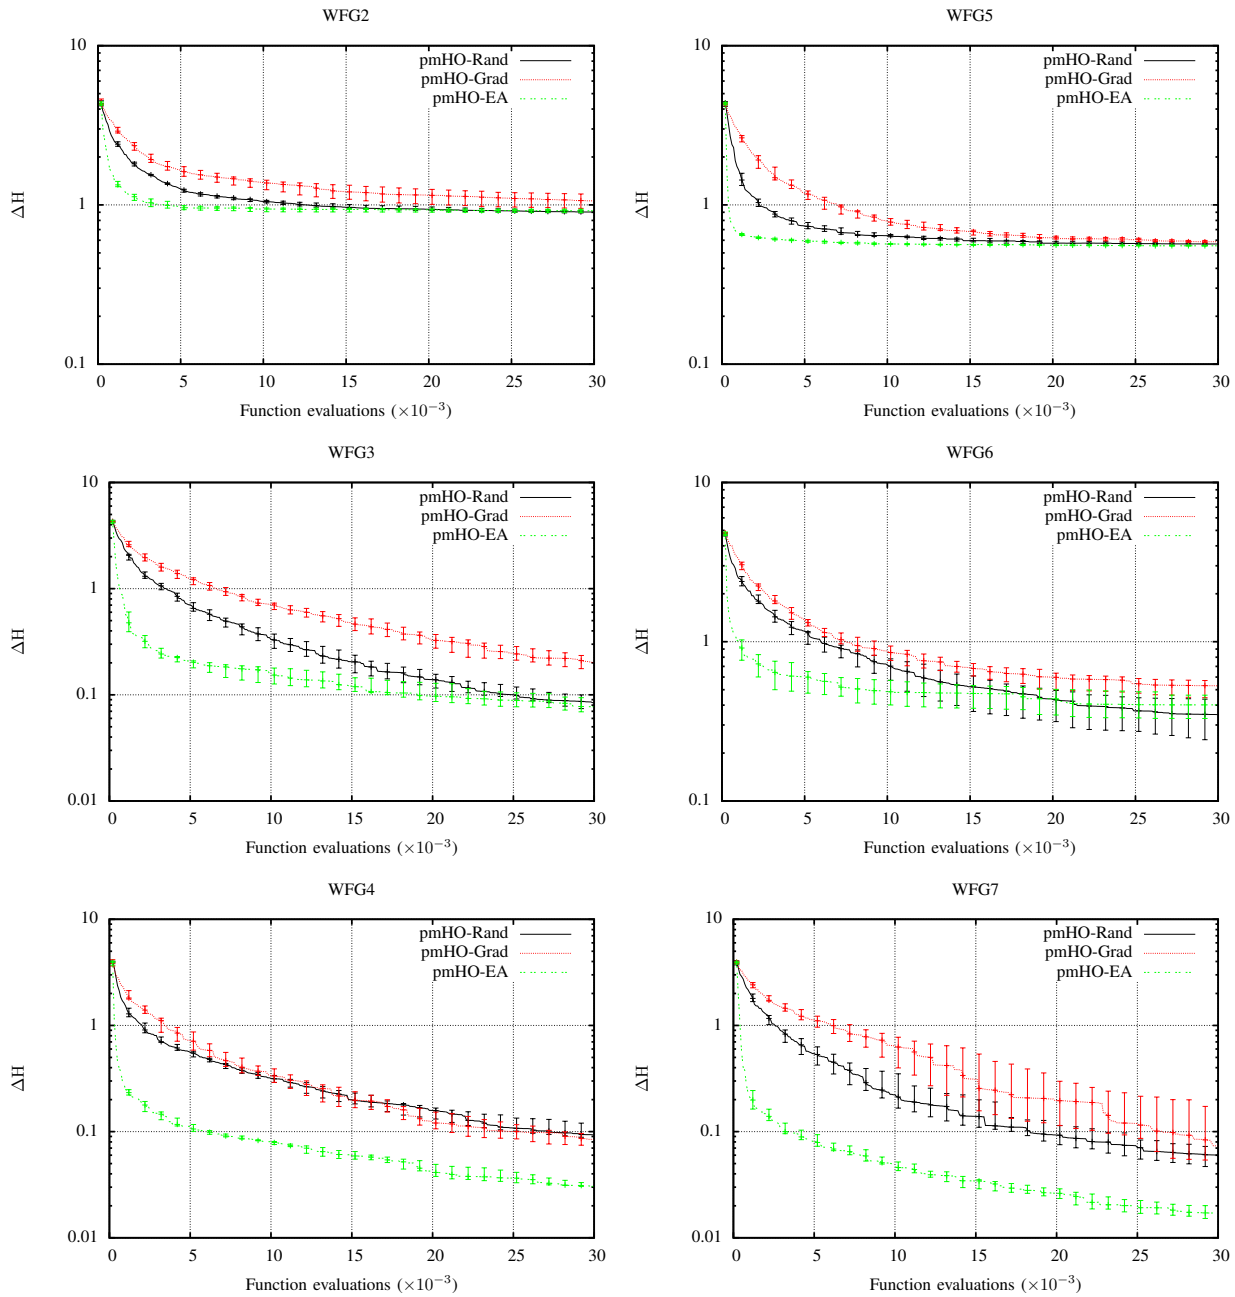 WFG2
10
1
0.1
ΔH
pmHO-Rand
pmHO-Grad
pmHO-EA
0 5 10 15 20 25 30
Function evaluations (×10⁻³)
WFG5
10
1
0.1
ΔH
pmHO-Rand
pmHO-Grad
pmHO-EA
0 5 10 15 20 25 30
Function evaluations (×10⁻³)
WFG3
10
1
0.1
0.01
ΔH
pmHO-Rand
pmHO-Grad
pmHO-EA
0 5 10 15 20 25 30
Function evaluations (×10⁻³)
WFG6
10
1
0.1
ΔH
pmHO-Rand
pmHO-Grad
pmHO-EA
0 5 10 15 20 25 30
Function evaluations (×10⁻³)
WFG4
10
1
0.1
0.01
ΔH
pmHO-Rand
pmHO-Grad
pmHO-EA
0 5 10 15 20 25 30
Function evaluations (×10⁻³)
WFG7
10
1
0.1
0.01
ΔH
pmHO-Rand
pmHO-Grad
pmHO-EA
0 5 10 15 20 25 30
Function evaluations (×10⁻³)